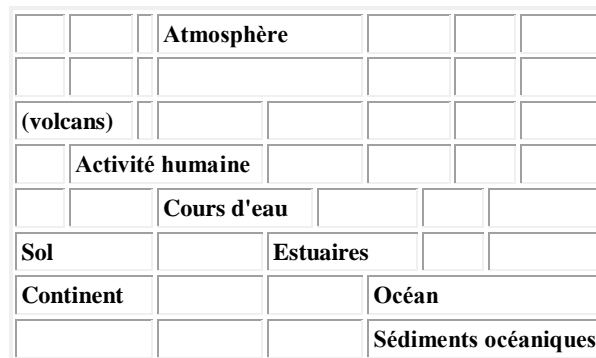 Atmosphère
(volcans)
Activité humaine
Cours d'eau
Sol Estuaires
Continent Océan
Sédiments océaniques